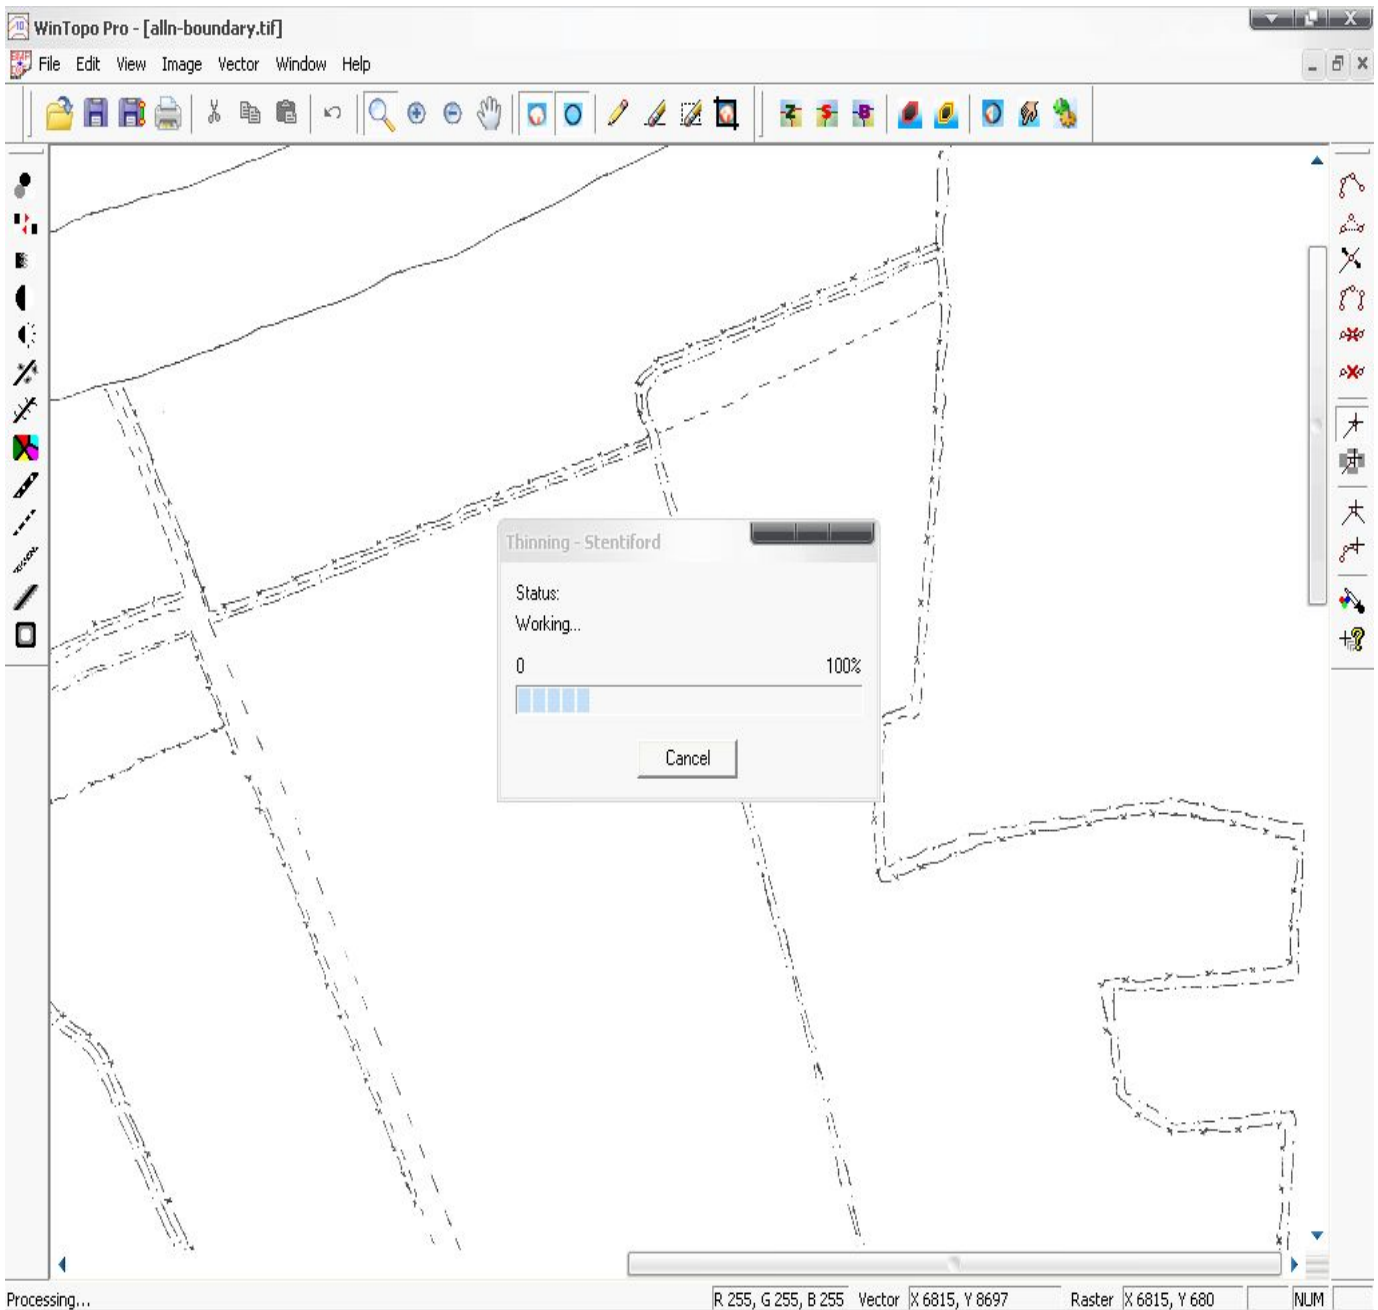 WinTopo Pro - [alln-boundary.tif]
File Edit View Image Vector Window Help
Thinning - Stentiford
Status:
Working...
0 100%
Cancel
Processing... R 255, G 255, B 255 Vector X 6815, Y 8697 Raster X 6815, Y 680 NUM